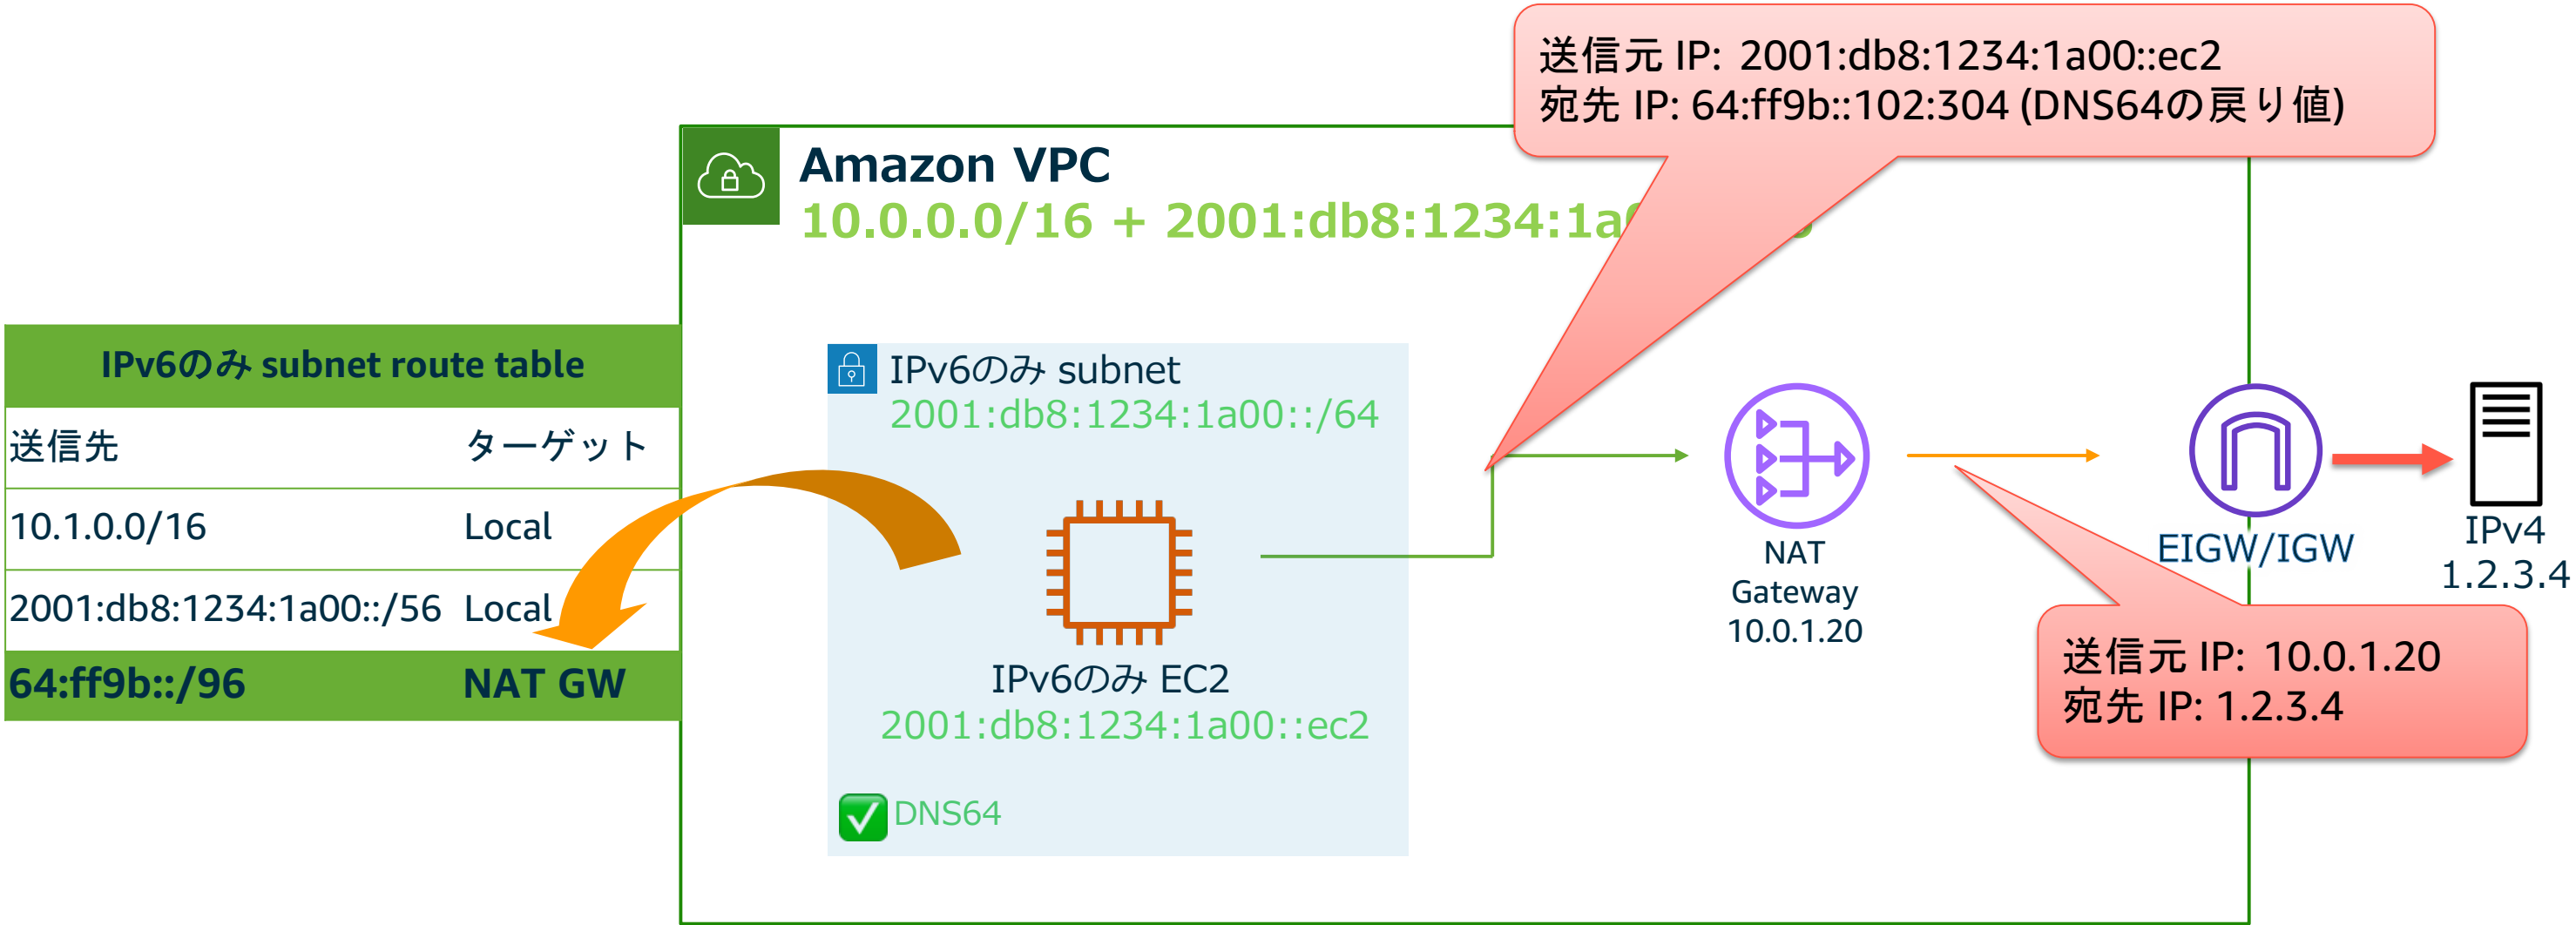 送信元 IP: 2001:db8:1234:1a00::ec2
宛先 IP: 64:ff9b::102:304 (DNS64の戻り値)
Amazon VPC
10.0.0.0/16 + 2001:db8:1234:1a
IPv6のみ subnet route table
送信先 ターゲット
10.1.0.0/16 Local
2001:db8:1234:1a00::/56 Local
64:ff9b::/96 NAT GW
IPv6のみ subnet
2001:db8:1234:1a00::/64
IPv6のみ EC2
2001:db8:1234:1a00::ec2
DNS64
NAT
Gateway
10.0.1.20
EIGW/IGW
IPv4
1.2.3.4
送信元 IP: 10.0.1.20
宛先 IP: 1.2.3.4